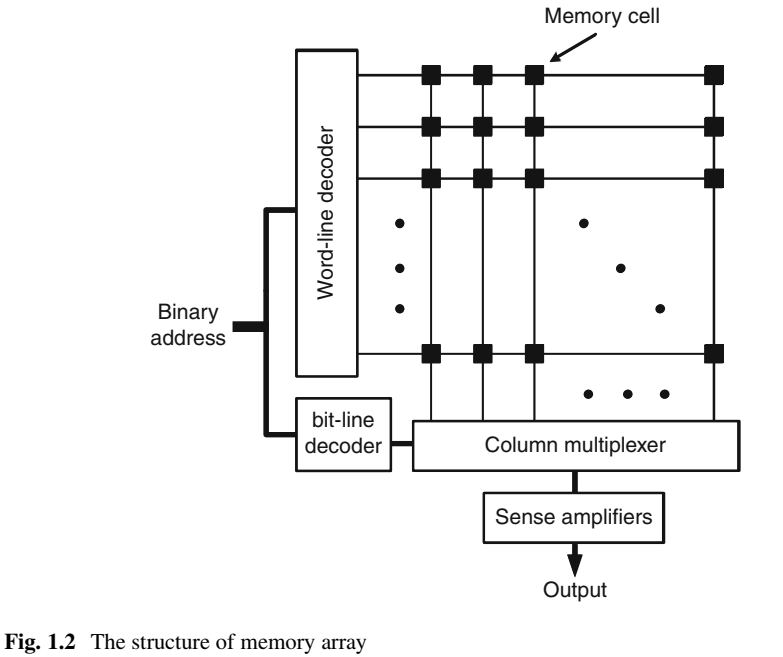 Memory cell
Word-line decoder
Binary
address
bit-line
decoder
Column multiplexer
Sense amplifiers
Output
Fig. 1.2 The structure of memory array